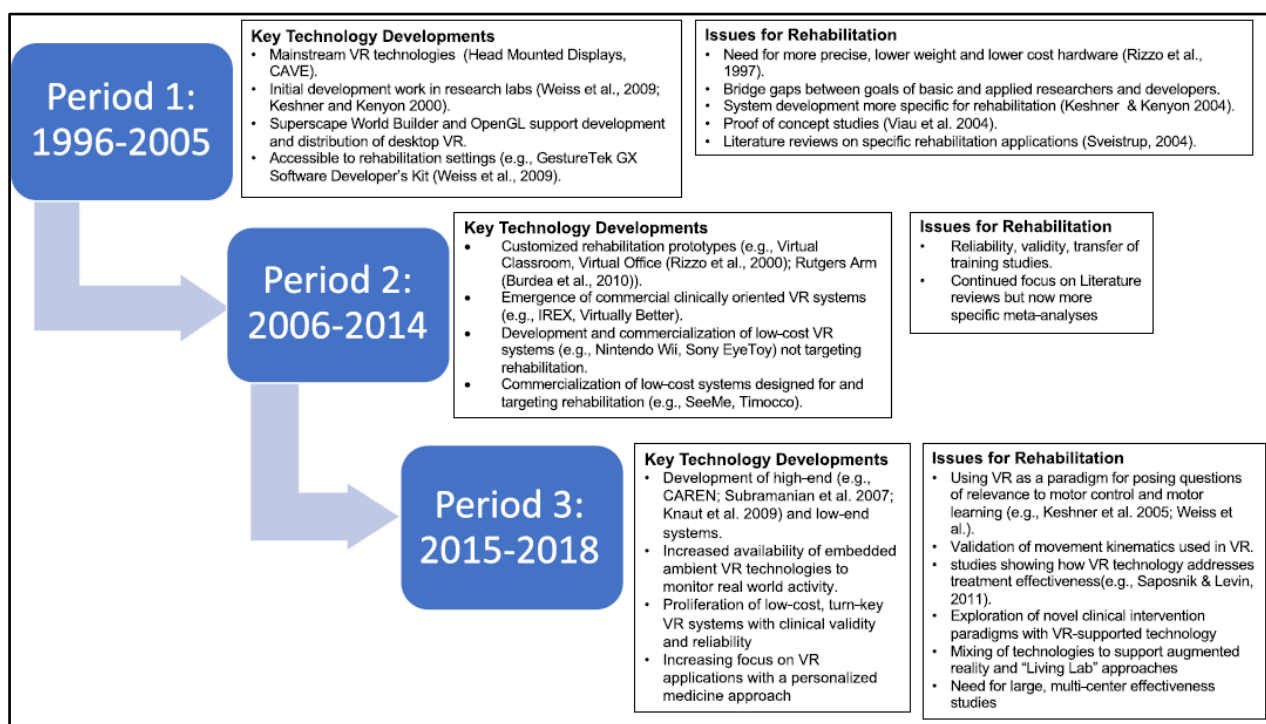 Period 1:
1996-2005
Key Technology Developments
• Mainstream VR technologies (Head Mounted Displays,
CAVE).
• Initial development work in research labs (Weiss et al., 2009;
Keshner and Kenyon 2000).
• Superscape World Builder and OpenGL support development
and distribution of desktop VR.
• Accessible to rehabilitation settings (e.g., GestureTek GX
Software Developer's Kit (Weiss et al., 2009).
Issues for Rehabilitation
• Need for more precise, lower weight and lower cost hardware (Rizzo et al.,
1997).
• Bridge gaps between goals of basic and applied researchers and developers.
• System development more specific for rehabilitation (Keshner & Kenyon 2004).
• Proof of concept studies (Viau et al. 2004).
• Literature reviews on specific rehabilitation applications (Sveistrup, 2004).
Period 2:
2006-2014
Key Technology Developments
• Customized rehabilitation prototypes (e.g., Virtual
Classroom, Virtual Office (Rizzo et al., 2000); Rutgers Arm
(Burdea et al., 2010)).
• Emergence of commercial clinically oriented VR systems
(e.g., IREX, Virtually Better).
• Development and commercialization of low-cost VR
systems (e.g., Nintendo Wii, Sony EyeToy) not targeting
rehabilitation.
• Commercialization of low-cost systems designed for and
targeting rehabilitation (e.g., SeeMe, Timocco).
Issues for Rehabilitation
• Reliability, validity, transfer of
training studies.
• Continued focus on Literature
reviews but now more
specific meta-analyses
Period 3:
2015-2018
Key Technology Developments
• Development of high-end (e.g.,
CAREN; Subramanian et al. 2007;
Knaut et al. 2009) and low-end
systems.
• Increased availability of embedded
ambient VR technologies to
monitor real world activity.
• Proliferation of low-cost, turn-key
VR systems with clinical validity
and reliability
• Increasing focus on VR
applications with a personalized
medicine approach
Issues for Rehabilitation
• Using VR as a paradigm for posing questions
of relevance to motor control and motor
learning (e.g., Keshner et al. 2005; Weiss et
al.).
• Validation of movement kinematics used in VR.
• studies showing how VR technology addresses
treatment effectiveness(e.g., Saposnik & Levin,
2011).
• Exploration of novel clinical intervention
paradigms with VR-supported technology
• Mixing of technologies to support augmented
reality and “Living Lab” approaches
• Need for large, multi-center effectiveness
studies